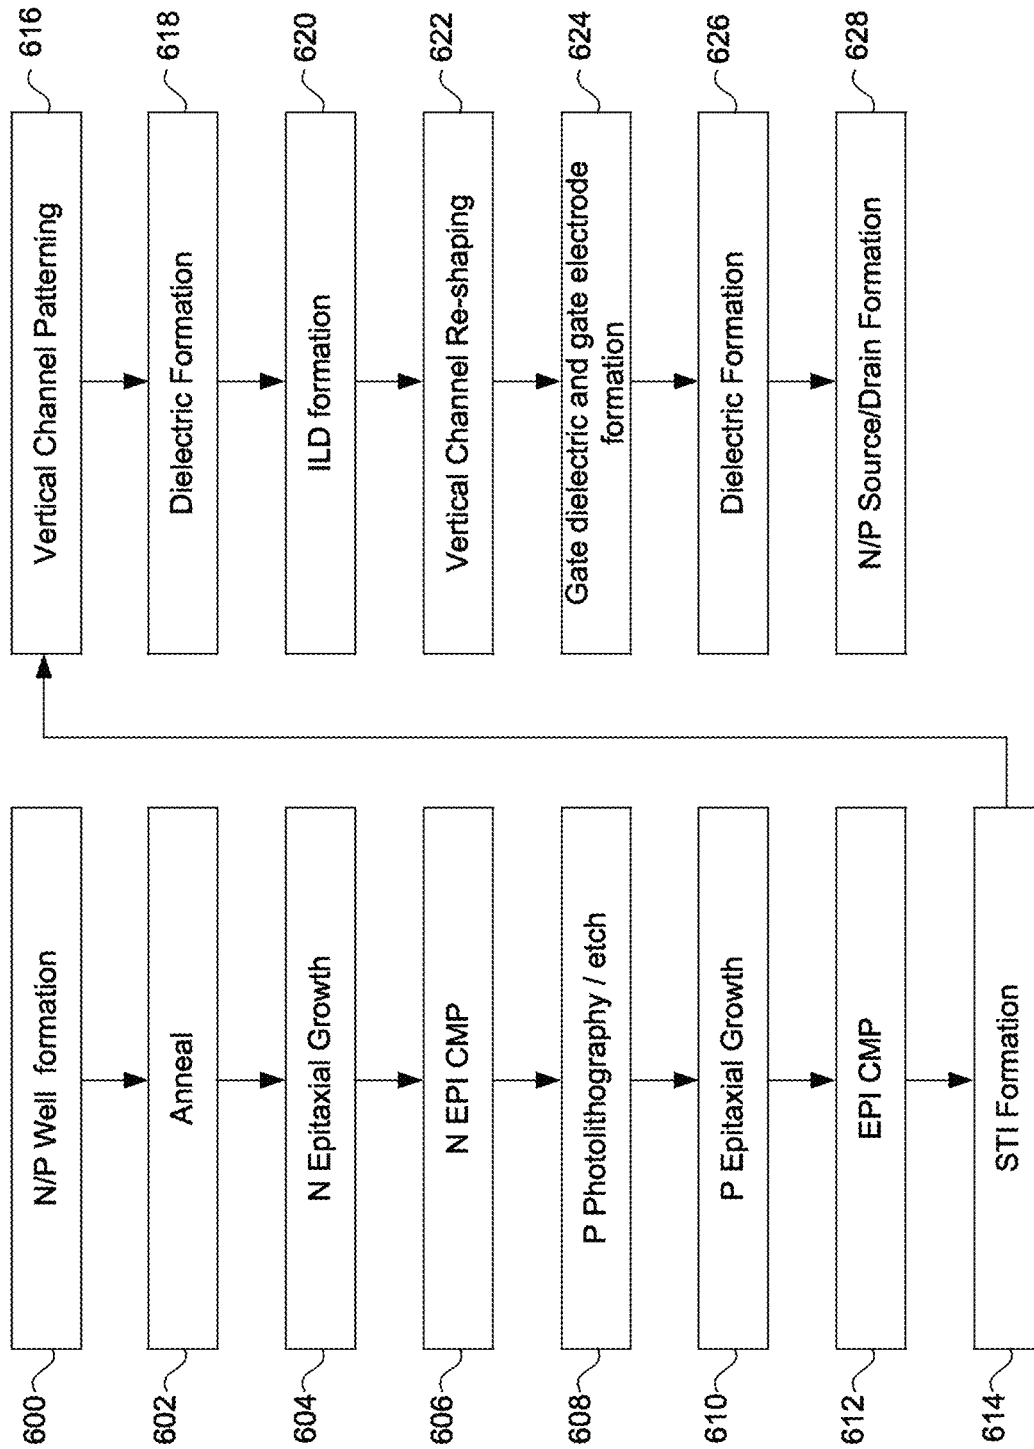 600
N/P Well formation
602
Anneal
604
N Epitaxial Growth
606
N EPI CMP
608
P Photolithography / etch
610
P Epitaxial Growth
612
EPI CMP
614
STI Formation
616
Vertical Channel Patterning
618
Dielectric Formation
620
ILD formation
622
Vertical Channel Re-shaping
624
Gate dielectric and gate electrode
formation
626
Dielectric Formation
628
N/P Source/Drain Formation